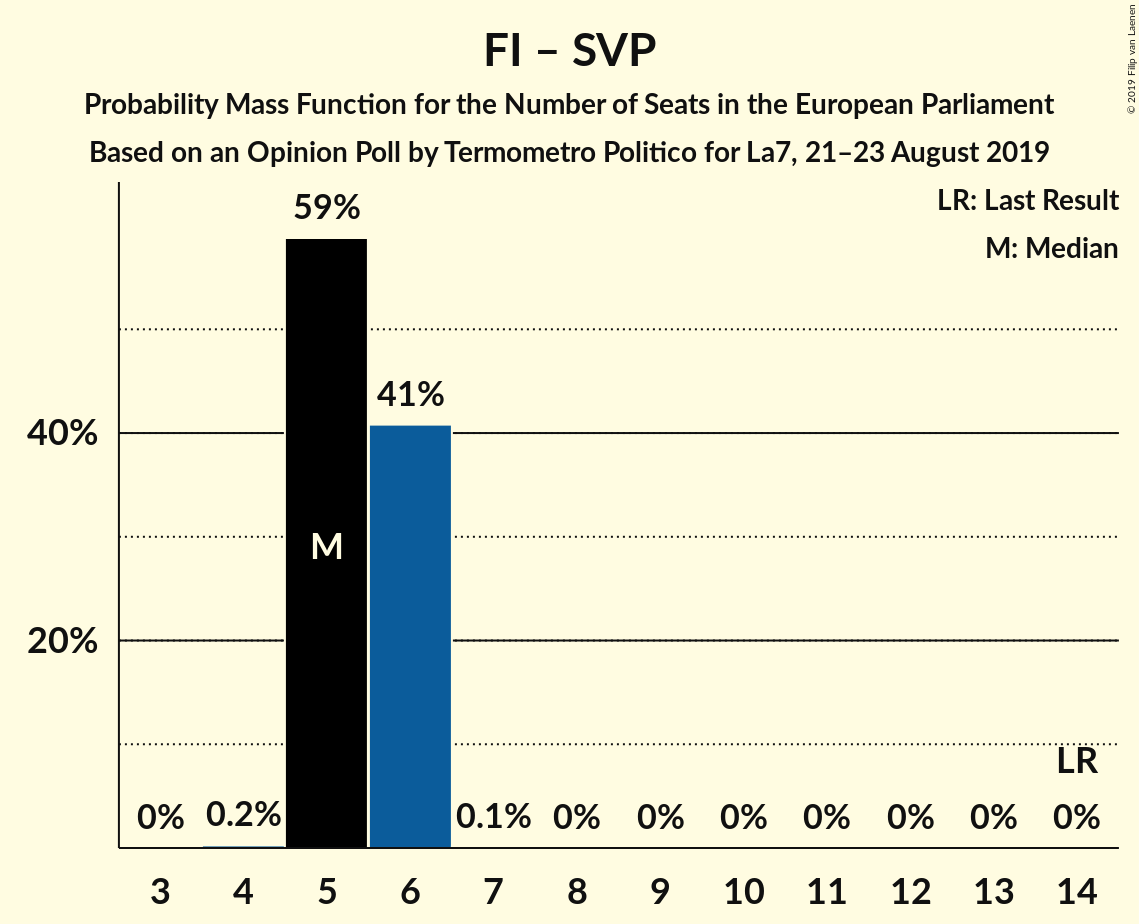 FI – SVP
Probability Mass Function for the Number of Seats in the European Parliament
Based on an Opinion Poll by Termometro Politico for La7, 21–23 August 2019
© 2019 Filip van Laenen
LR: Last Result
M: Median
59%
41%
40%
M
20%
LR
0% 0.2% 0.1% 0% 0% 0% 0% 0% 0% 0%
3 4 5 6 7 8 9 10 11 12 13 14